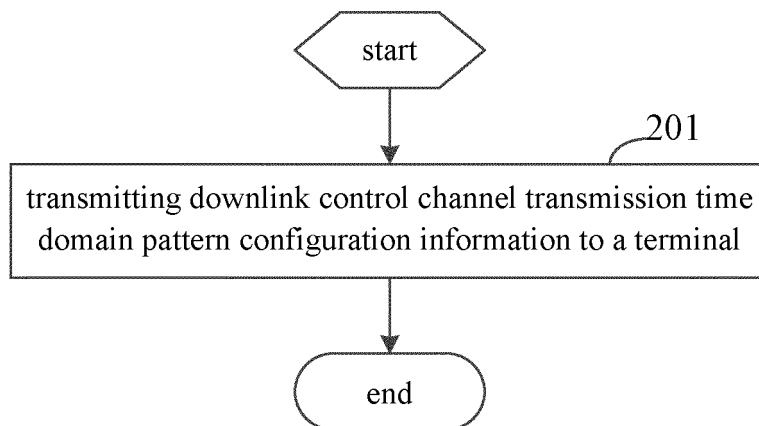 start
201
transmitting downlink control channel transmission time
domain pattern configuration information to a terminal
end